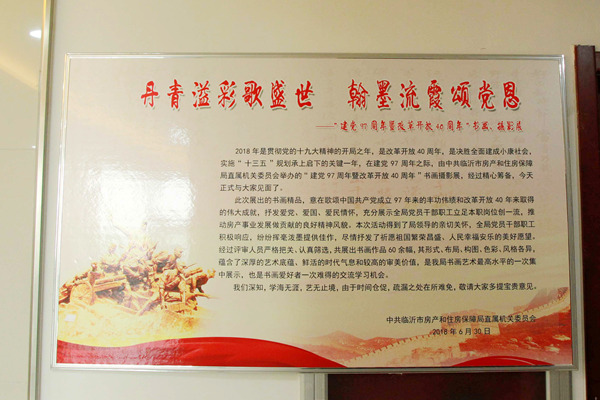 丹青溢彩歌盛世 翰墨流霞颂党恩
——“建党97周年暨改革开放40周年”书画、摄影展
2018年是贯彻党的十九大精神的开局之年，是改革开放40周年，是决胜全面建成小康社会，
实施“十三五”规划承上启下的关键一年，在建党97周年之际，由中共临沂市房产和住房保障
局直属机关委员会举办的“建党97周年暨改革开放40周年”书画摄影展，经过精心筹备，今天
正式与大家见面了。
此次展出的书画精品，意在歌颂中国共产党成立97年来的丰功伟绩和改革开放40年来取得
的伟大成就，抒发爱党、爱国、爱民情怀，充分展示全局党员干部职工立足本职岗位创一流，推
动房产事业发展做贡献的良好精神风貌。本次活动得到了局领导的亲切关怀，全局党员干部职工
积极响应，纷纷挥毫泼墨提供佳作，尽情抒发了祈愿祖国繁荣昌盛、人民幸福安乐的美好愿望。
经过评审人员严格把关、认真筛选，共展出书画作品60余幅，其形式、布局、构图、色彩、风格各异，
蕴含了深厚的艺术底蕴、鲜活的时代气息和较高的审美价值，是我局书画艺术最高水平的一次集
中展示，也是书画爱好者一次难得的交流学习机会。
我们深知，学海无涯，艺无止境，由于时间仓促，疏漏之处在所难免，敬请大家多提宝贵意见。
中共临沂市房产和住房保障局直属机关委员会
2018年6月30日